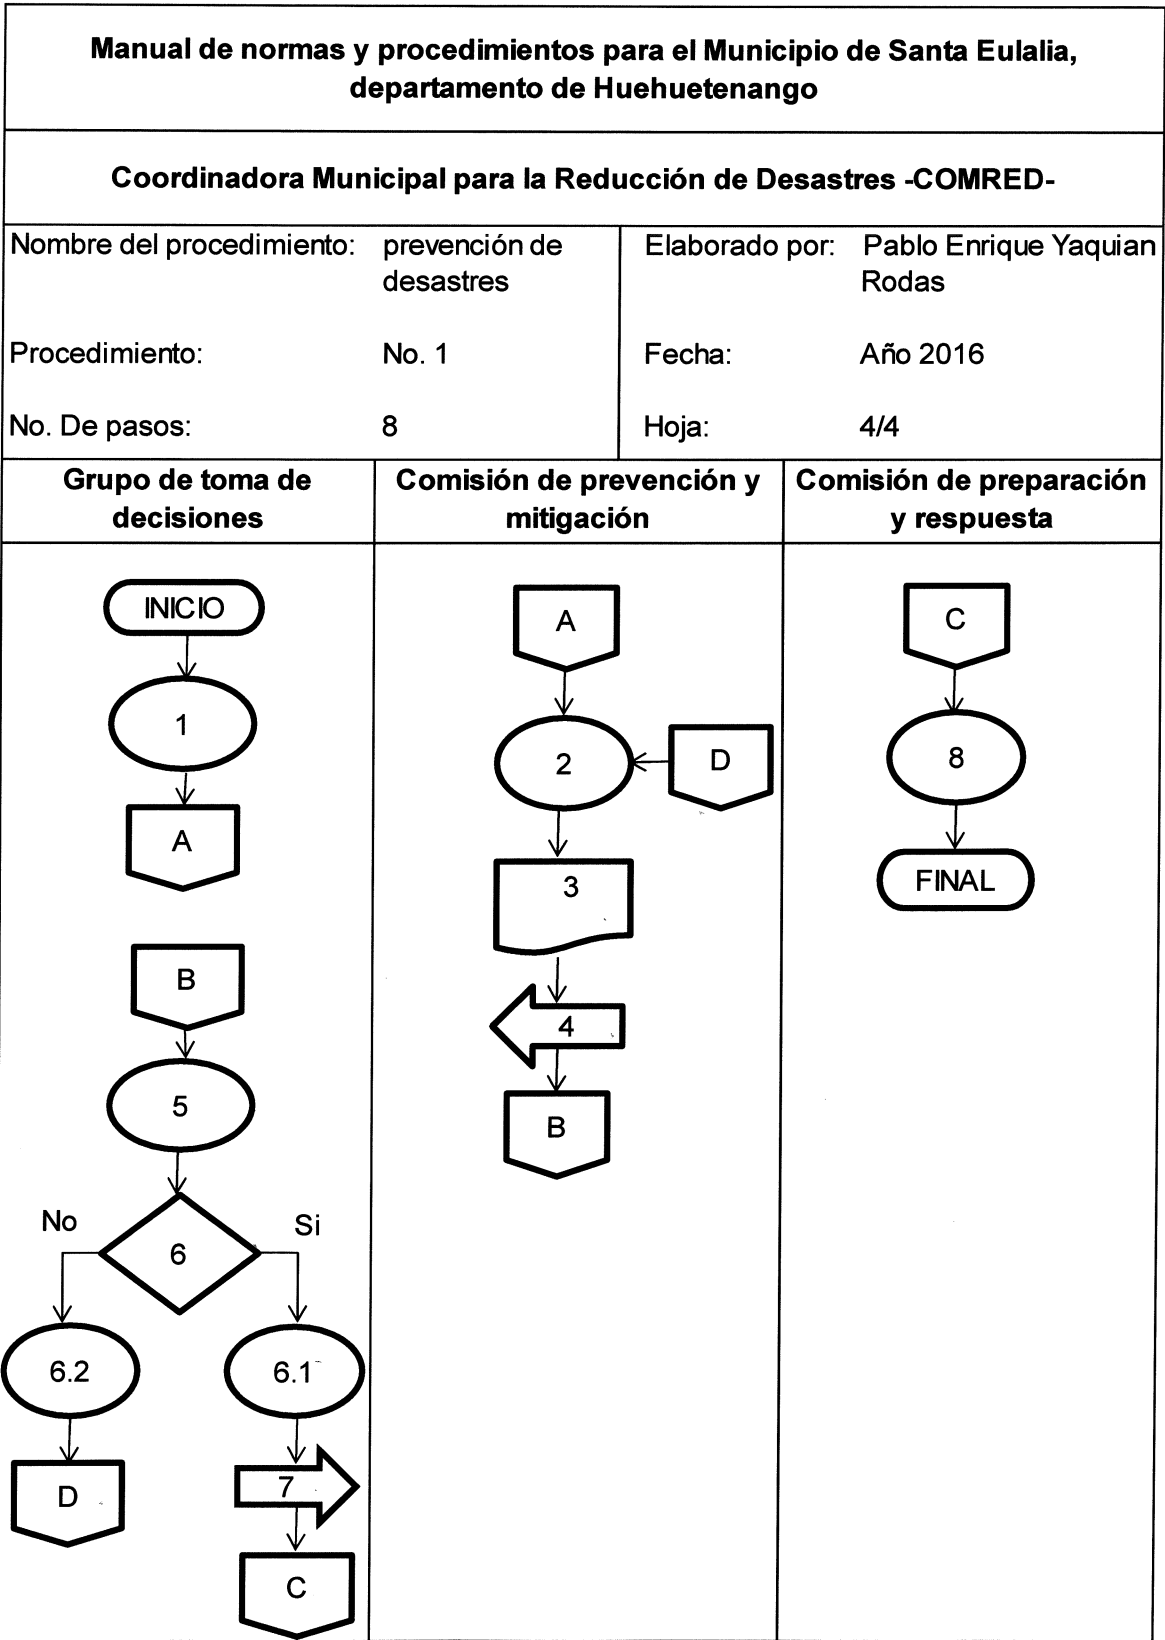 Manual de normas y procedimientos para el Municipio de Santa Eulalia,
departamento de Huehuetenango
Coordinadora Municipal para la Reducción de Desastres -COMRED-
Nombre del procedimiento: prevención de
desastres
Procedimiento: No. 1
No. De pasos: 8
Elaborado por: Pablo Enrique Yaquian
Rodas
Fecha: Año 2016
Hoja: 4/4
Grupo de toma de
decisiones
INICIO
1
A
B
5
6
No
Si
6.2
6.1
D
7
C
Comisión de prevención y
mitigación
A
2
D
3
4
B
Comisión de preparación
y respuesta
C
8
FINAL